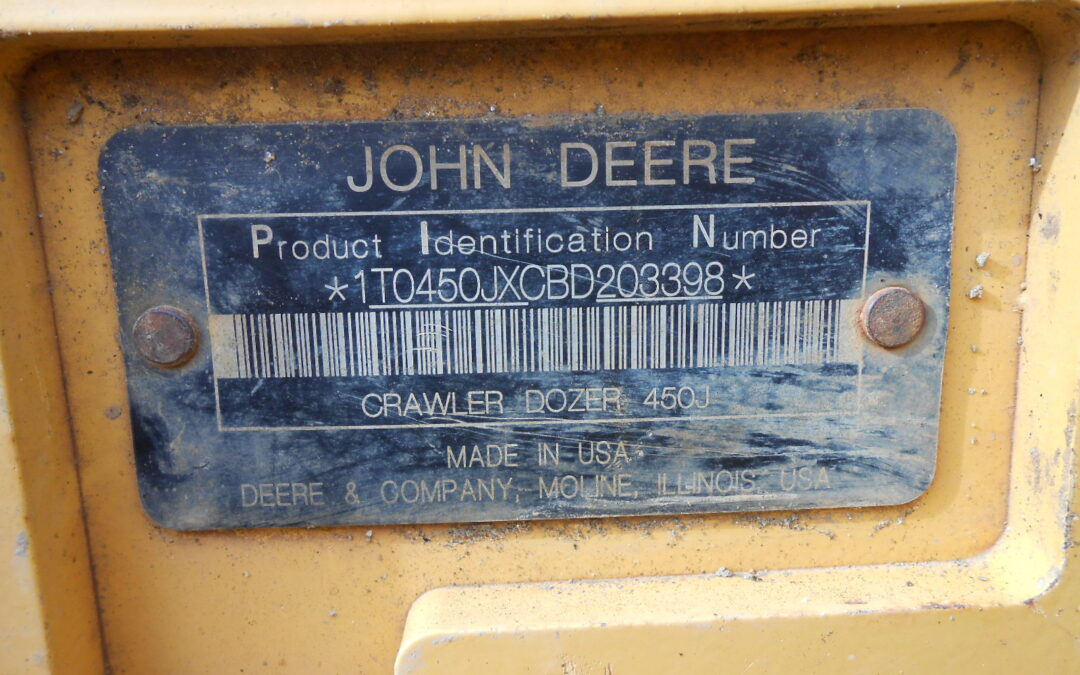 JOHN DEERE
Product Identification Number
*1T0450JXCBD203398*
CRAWLER DOZER 450J
MADE IN USA
DEERE & COMPANY, MOLINE, ILLINOIS, USA